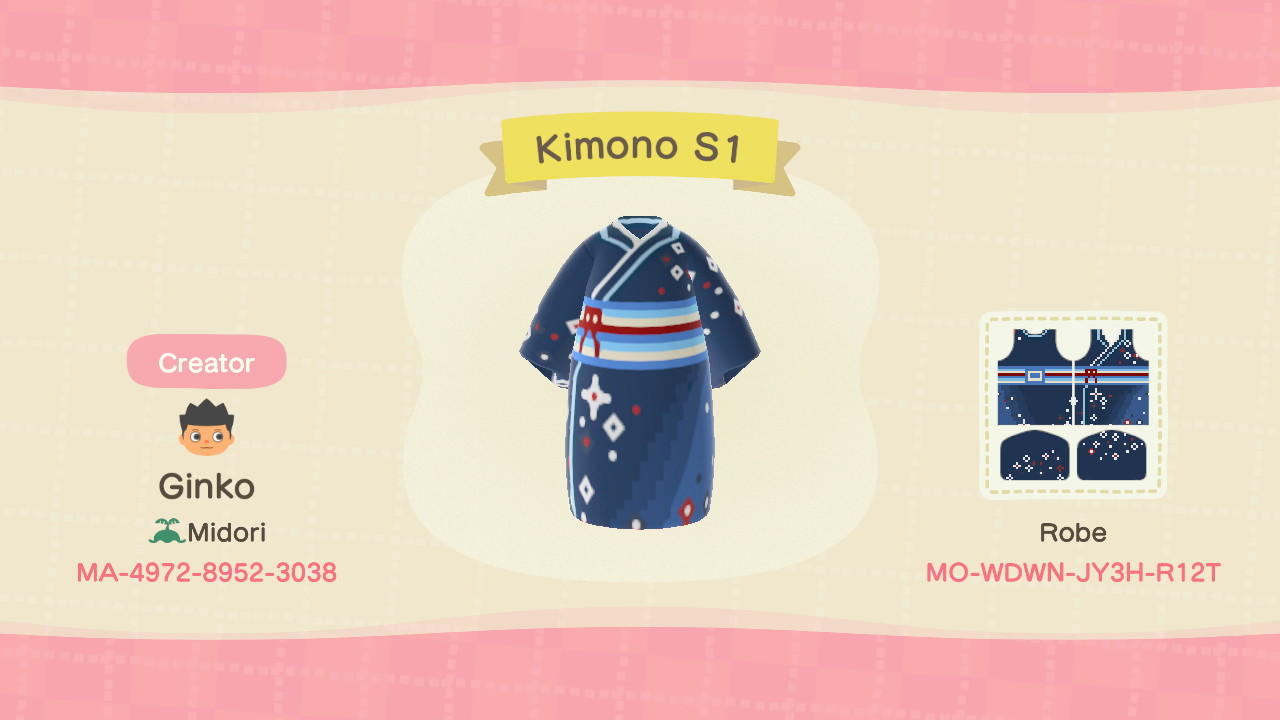 Kimono S1
Creator
Ginko
Midori
MA-4972-8952-3038
Robe
MO-WDWN-JY3H-R12T